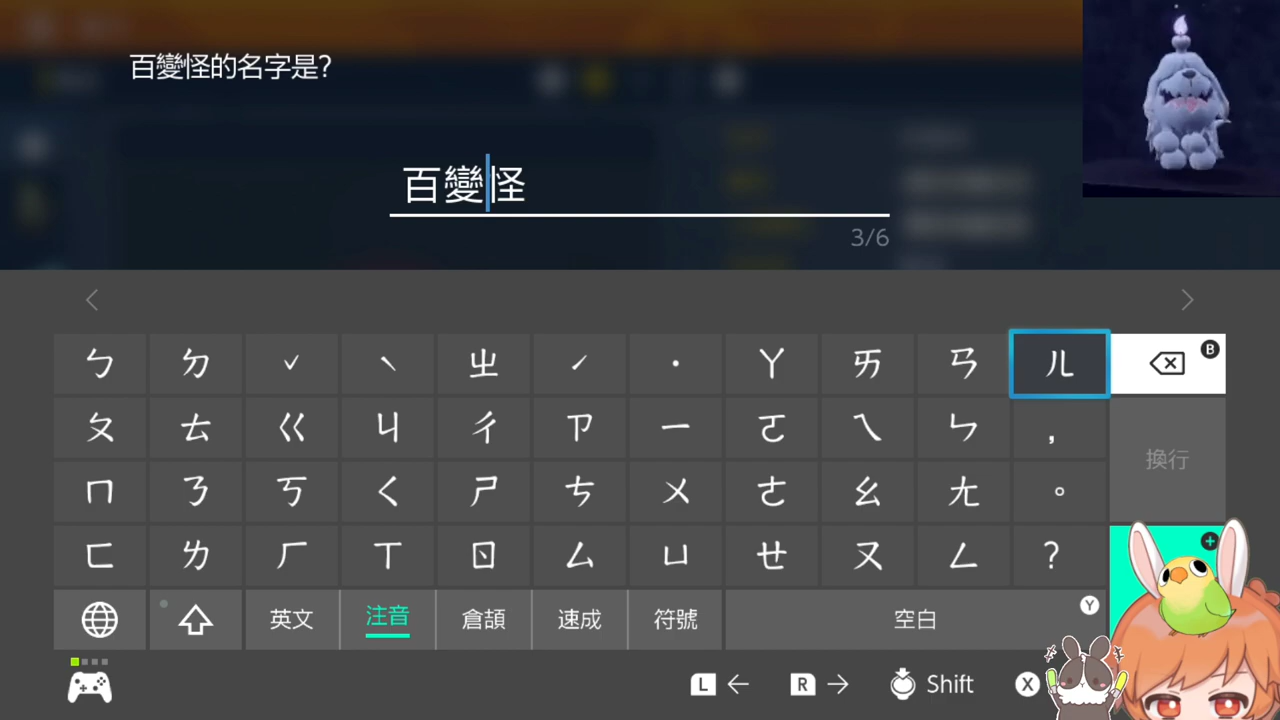 百變怪的名字是?
百變怪
3/6
ㄅ ㄉ ˇ ˋ ㄓ ˊ ˙ ㄚ ㄞ ㄢ ㄦ B
ㄆ ㄊ ㄍ ㄐ ㄔ ㄗ ㄧ ㄛ ㄟ ㄣ ,
ㄇ ㄋ ㄎ ㄑ ㄕ ㄘ ㄨ ㄜ ㄠ ㄤ 。
ㄈ ㄌ ㄏ ㄒ ㄖ ㄙ ㄩ ㄝ ㄡ ㄥ ?
換行
英文 注音 倉頡 速成 符號 空白 Y
L ← R → Shift X